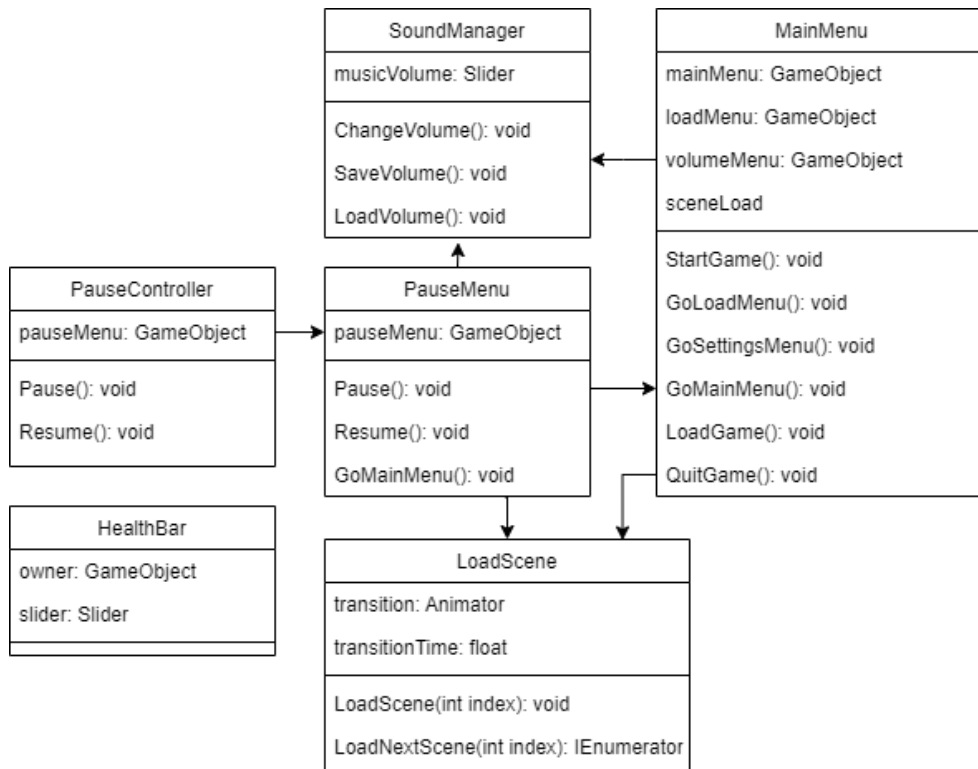 SoundManager
musicVolume: Slider
ChangeVolume(): void
SaveVolume(): void
LoadVolume(): void
MainMenu
mainMenu: GameObject
loadMenu: GameObject
volumeMenu: GameObject
sceneLoad
StartGame(): void
GoLoadMenu(): void
GoSettingsMenu(): void
GoMainMenu(): void
LoadGame(): void
QuitGame(): void
PauseController
pauseMenu: GameObject
Pause(): void
Resume(): void
PauseMenu
pauseMenu: GameObject
Pause(): void
Resume(): void
GoMainMenu(): void
HealthBar
owner: GameObject
slider: Slider
LoadScene
transition: Animator
transitionTime: float
LoadScene(int index): void
LoadNextScene(int index): IEnumerator